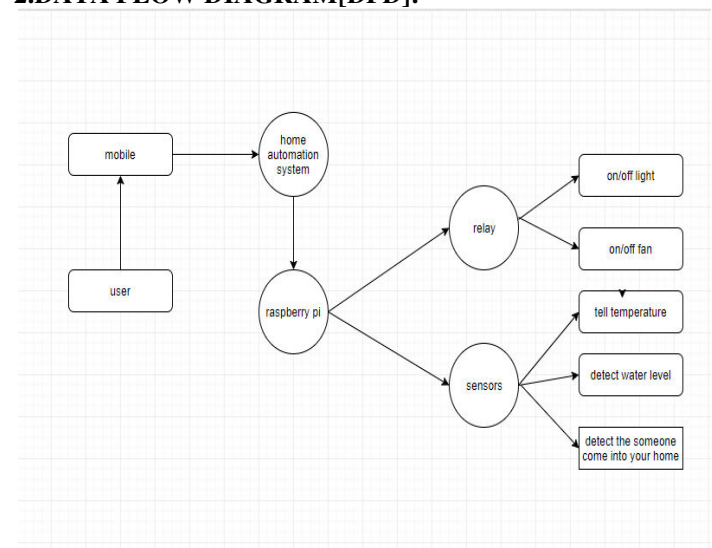 2.DATA FLOW DIAGRAM[DFD]:
mobile
home
automation
system
on/off light
relay
on/off fan
user
raspberry pi
tell temperature
sensors
detect water level
detect the someone
come into your home